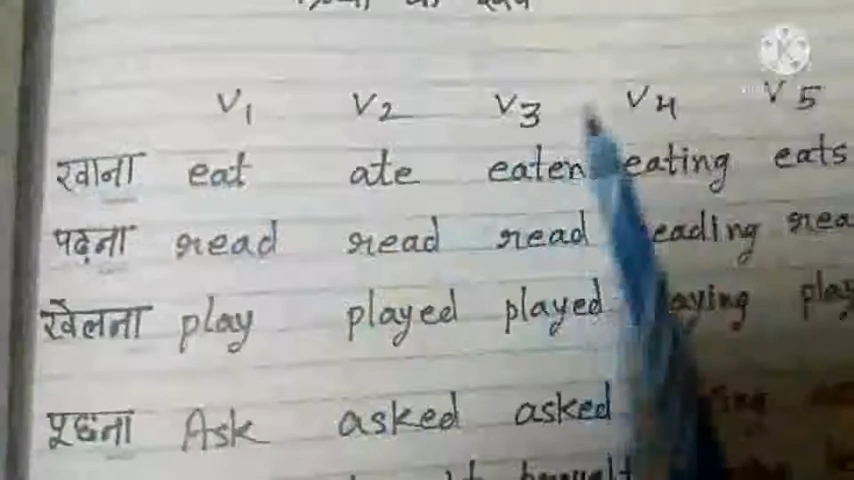 V1 V2 V3 V4 V5
खाना eat ate eaten eating eats
पढ़ना read read read
खेलना play played played
पूछना Ask asked asked